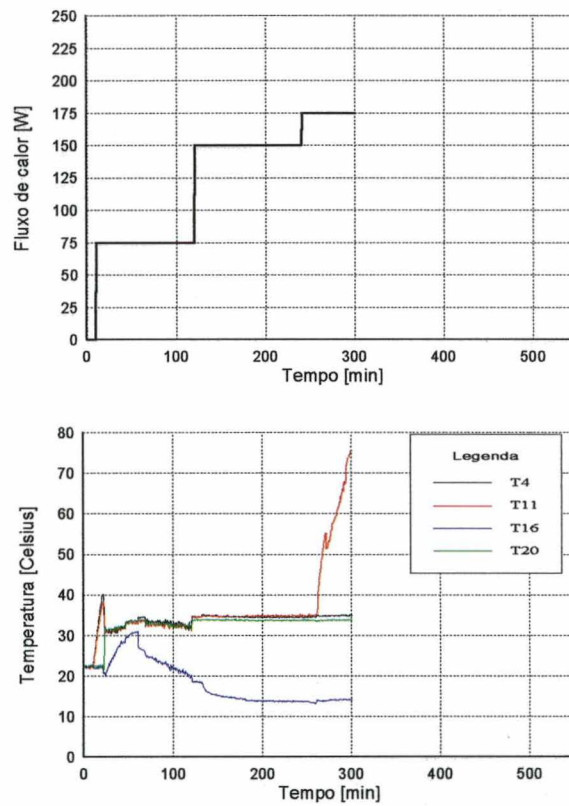 Fluxo de calor [W]
250
225
200
175
150
125
100
75
50
25
0
0 100 200 300 400 500
Tempo [min]
Temperatura [Celsius]
80
70
60
50
40
30
20
10
0
Legenda
T4
T11
T16
T20
0 100 200 300 400 500
Tempo [min]